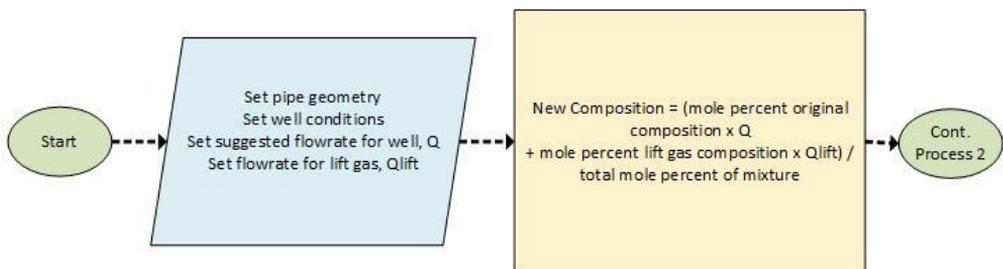 Start
Set pipe geometry
Set well conditions
Set suggested flowrate for well, Q
Set flowrate for lift gas, Qlift
New Composition = (mole percent original
composition x Q
+ mole percent lift gas composition x Qlift) /
total mole percent of mixture
Cont.
Process 2